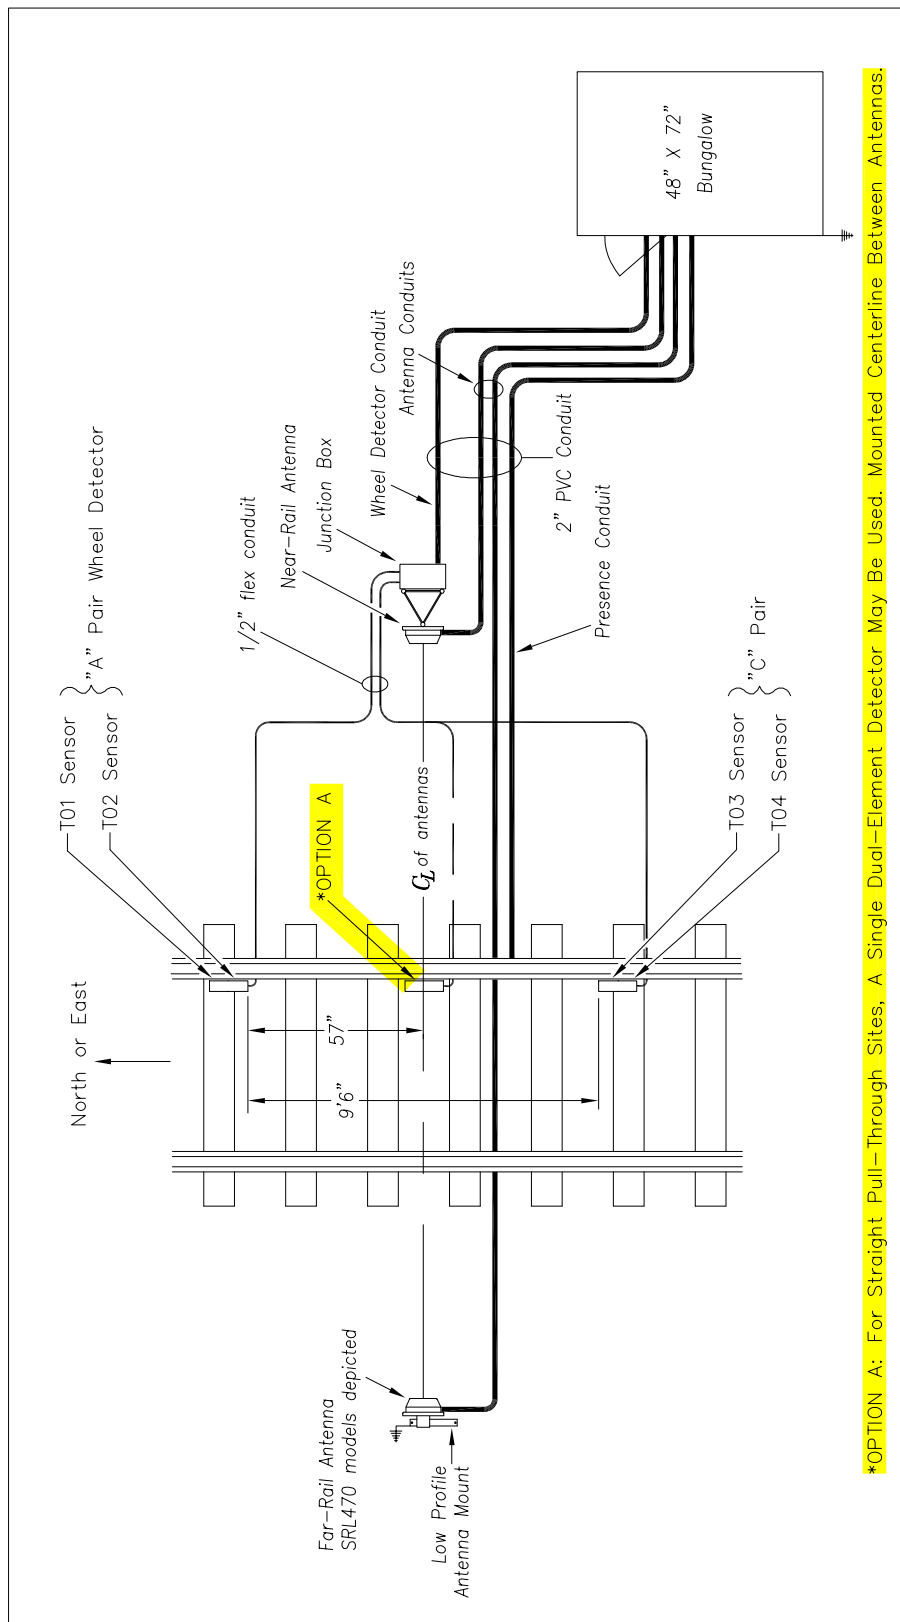 North or East
T01 Sensor
T02 Sensor
"A" Pair Wheel Detector
1/2" flex conduit
Near-Rail Antenna
Junction Box
Wheel Detector Conduit
Antenna Conduits
48" X 72"
Bungalow
2" PVC Conduit
Presence Conduit
*OPTION A
CL of antennas
57"
9'6"
T03 Sensor
T04 Sensor
"C" Pair
Far-Rail Antenna
SRL470 models depicted
Low Profile
Antenna Mount
*OPTION A: For Straight Pull-Through Sites, A Single Dual-Element Detector May Be Used. Mounted Centerline Between Antennas.